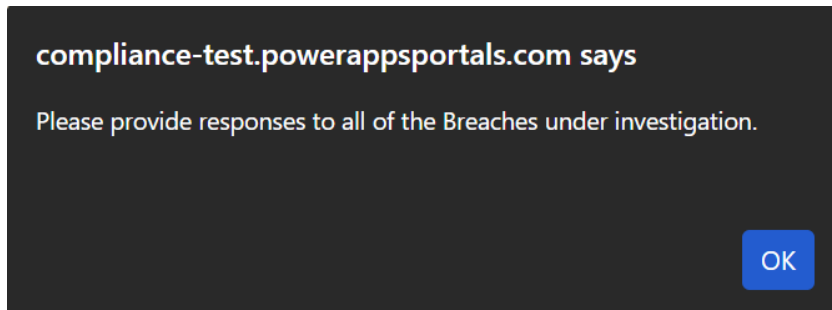 compliance-test.powerappsportals.com says
Please provide responses to all of the Breaches under investigation.
OK